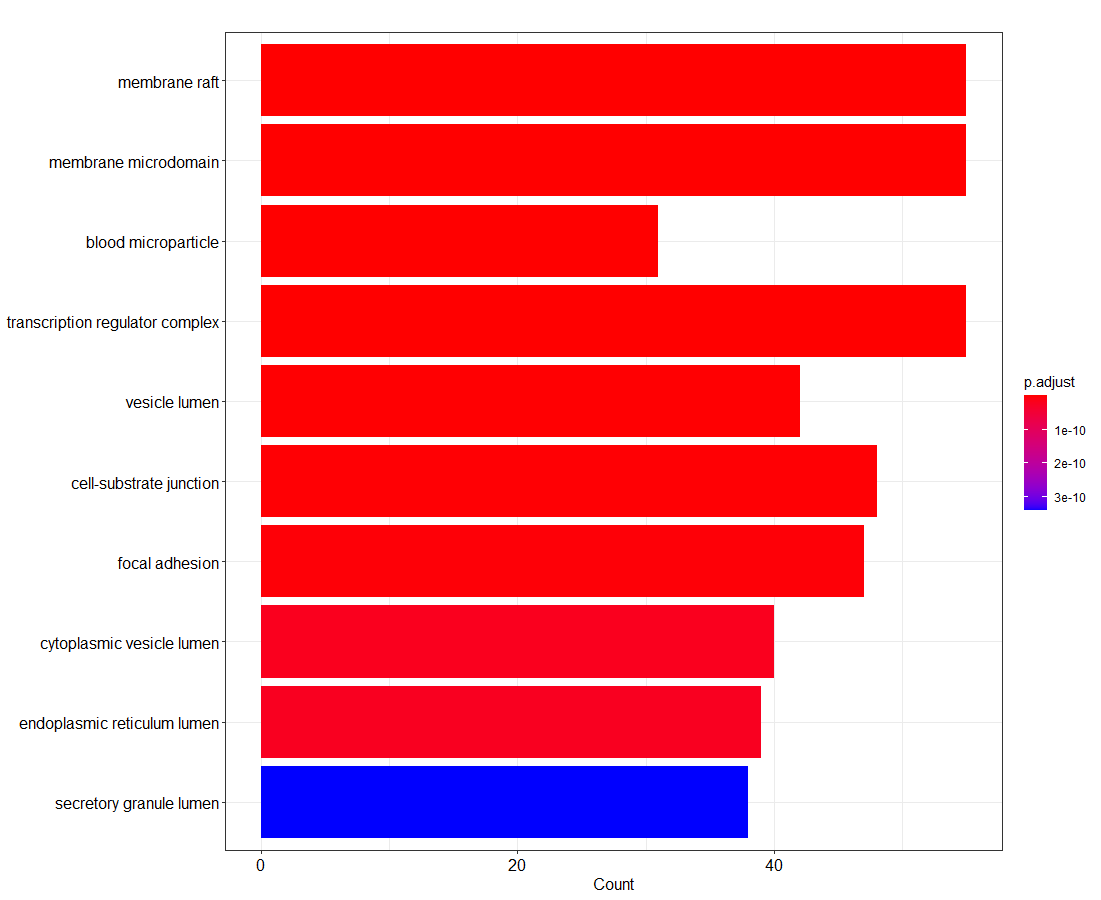 membrane raft
membrane microdomain
blood microparticle
transcription regulator complex
vesicle lumen
cell-substrate junction
focal adhesion
cytoplasmic vesicle lumen
endoplasmic reticulum lumen
secretory granule lumen
0 20 40
Count
p.adjust
1e-10
2e-10
3e-10